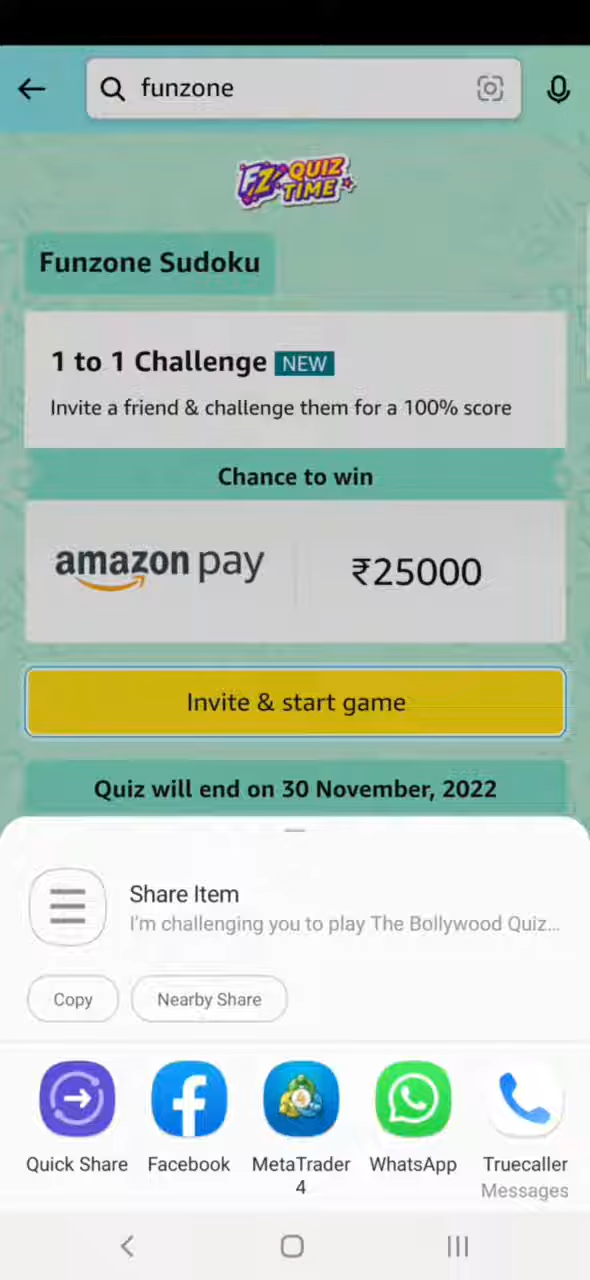 funzone
FZ QUIZ
TIME
Funzone Sudoku
1 to 1 Challenge NEW
Invite a friend & challenge them for a 100% score
Chance to win
amazon pay
₹25000
Invite & start game
Quiz will end on 30 November, 2022
Share Item
I'm challenging you to play The Bollywood Quiz...
Copy
Nearby Share
Quick Share
Facebook
MetaTrader
4
WhatsApp
Truecaller
Messages